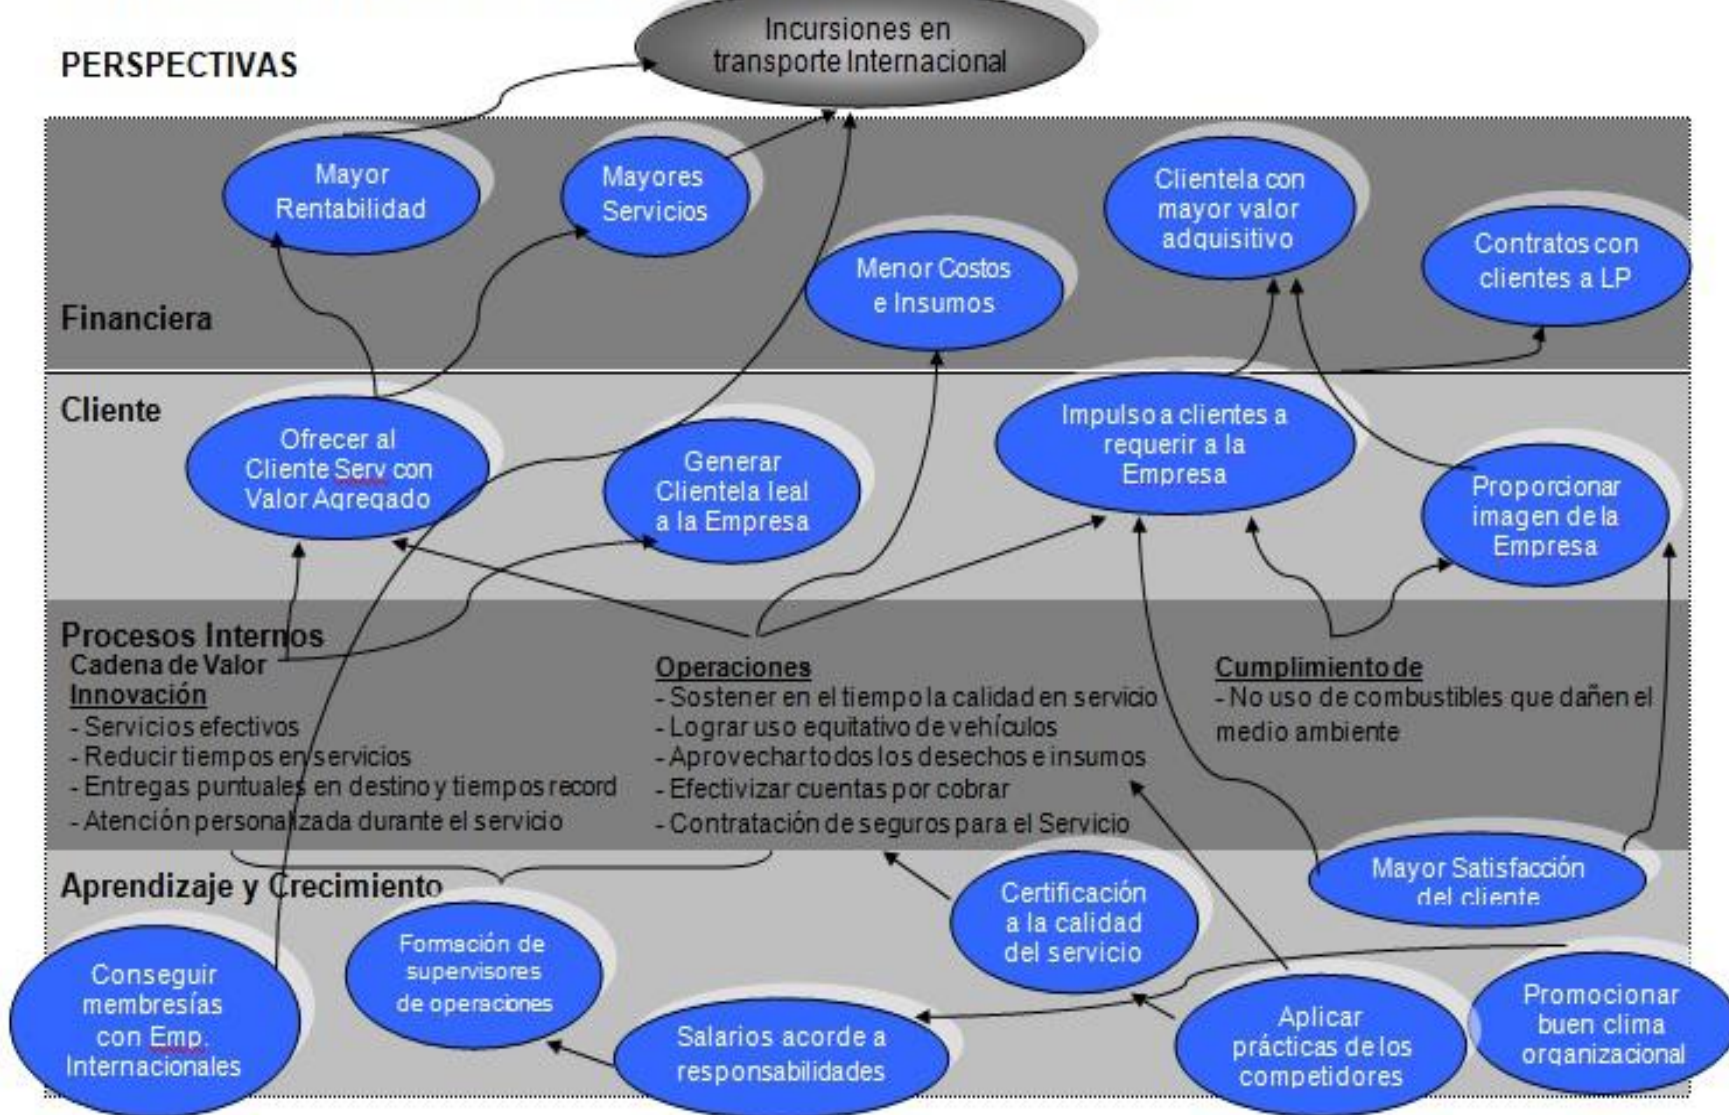 Incursiones en
transporte Internacional
PERSPECTIVAS
Mayor
Rentabilidad
Mayores
Servicios
Clientela con
mayor valor
adquisitivo
Contratos con
clientes a LP
Menor Costos
e Insumos
Financiera
Cliente
Ofrecer al
Cliente Serv con
Valor Agregado
Generar
Clientela leal
a la Empresa
Impulso a clientes a
requerir a la
Empresa
Proporcionar
imagen de la
Empresa
Procesos Internos
Cadena de Valor
Innovación
- Servicios efectivos
- Reducir tiempos en servicios
- Entregas puntuales en destino y tiempos record
- Atención personalizada durante el servicio
Operaciones
- Sostener en el tiempo la calidad en servicio
- Lograr uso equitativo de vehículos
- Aprovechar todos los desechos e insumos
- Efectivizar cuentas por cobrar
- Contratación de seguros para el Servicio
Cumplimiento de
- No uso de combustibles que dañen el
medio ambiente
Aprendizaje y Crecimiento
Mayor Satisfacción
del cliente
Certificación
a la calidad
del servicio
Formación de
supervisores
de operaciones
Conseguir
membresías
con Emp.
Internacionales
Salarios acorde a
responsabilidades
Aplicar
prácticas de los
competidores
Promocionar
buen clima
organizacional